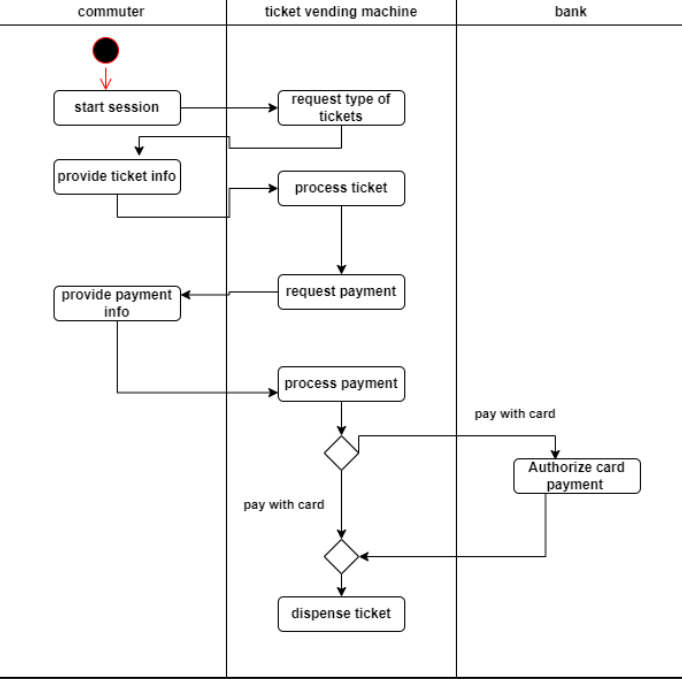 commuter
ticket vending machine
bank
start session
request type of
tickets
provide ticket info
process ticket
provide payment
info
request payment
process payment
pay with card
Authorize card
payment
pay with card
dispense ticket